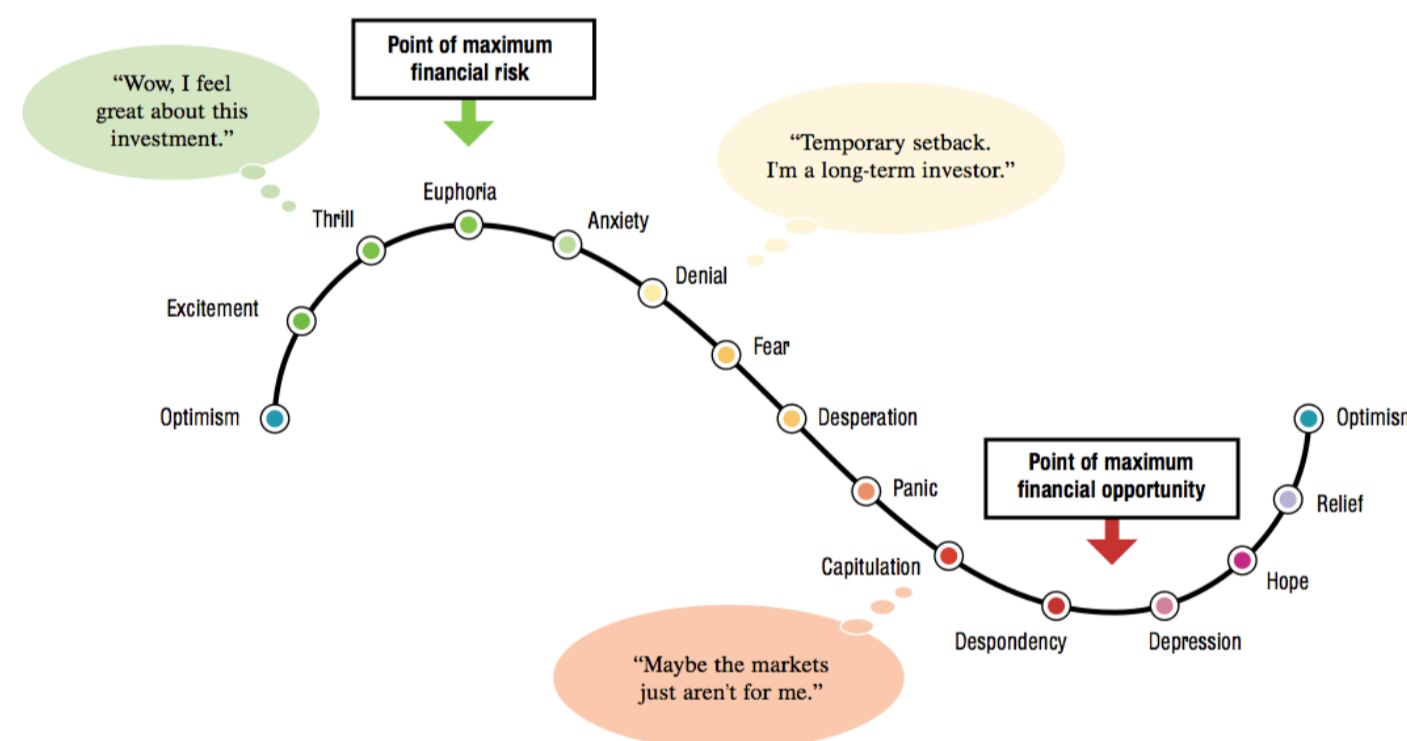 Point of maximum
financial risk
“Wow, I feel
great about this
investment.”
“Temporary setback.
I'm a long-term investor.”
Euphoria
Thrill
Anxiety
Denial
Excitement
Fear
Optimism
Desperation
Optimism
Point of maximum
financial opportunity
Panic
Relief
Capitulation
Hope
Despondency
Depression
“Maybe the markets
just aren't for me.”